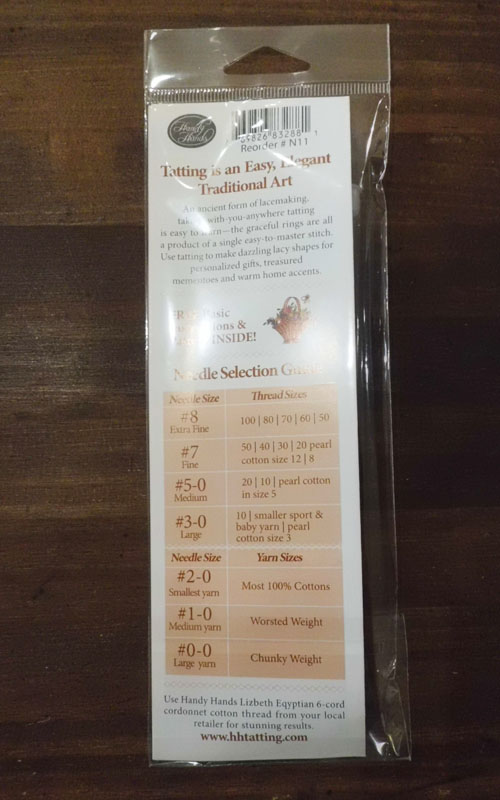 Handy
Hands
69826 83288 1
Reorder # N11
Tatting is an Easy, Elegant
Traditional Art
An ancient form of lacemaking,
with-you-anywhere tatting
is easy to learn—the graceful rings are all
a product of a single easy-to-master stitch.
Use tatting to make dazzling lacy shapes for
personalized gifts, treasured
mementoes and warm home accents.
Basic
&
INSIDE!
Needle Selection Guide
Needle Size Thread Sizes
#8
Extra Fine
100 | 80 | 70 | 60 | 50
#7
Fine
50 | 40 | 30 | 20 pearl
cotton size 12 | 8
#5-0
Medium
20 | 10 | pearl cotton
in size 5
#3-0
Large
10 | smaller sport &
baby yarn | pearl
cotton size 3
Needle Size Yarn Sizes
#2-0
Smallest yarn
Most 100% Cottons
#1-0
Medium yarn
Worsted Weight
#0-0
Large yarn
Chunky Weight
Use Handy Hands Lizbeth Eqyptian 6-cord
cordonnet cotton thread from your local
retailer for stunning results.
www.hhtatting.com